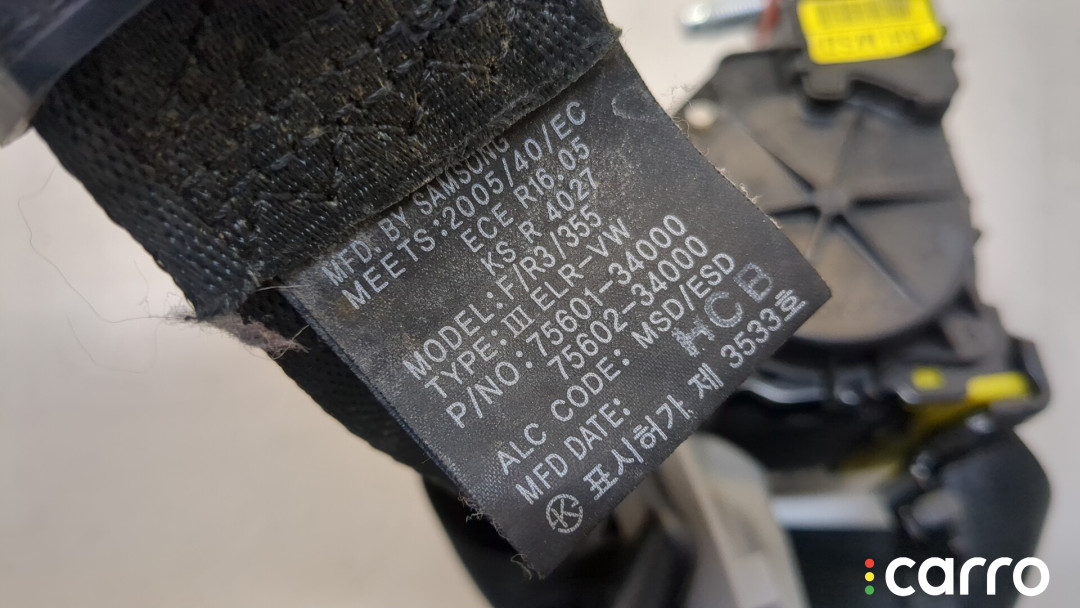 MFD. BY SAMSONG
MEETS:2005/40/EC
ECE R16.05
KS R 4027
MODEL:F/R3/355
TYPE:Ⅲ ELR-VW
P/NO:75601-34000
75602-34000
ALC CODE: MSD/ESD
MFD DATE: HCB
K 표시허가 제 3533호
carro